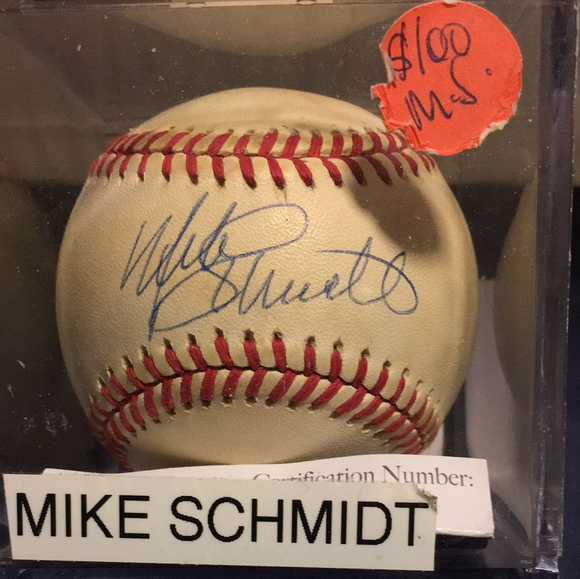 $100
M.S.
Mike
Schmidt
Certification Number:
MIKE SCHMIDT